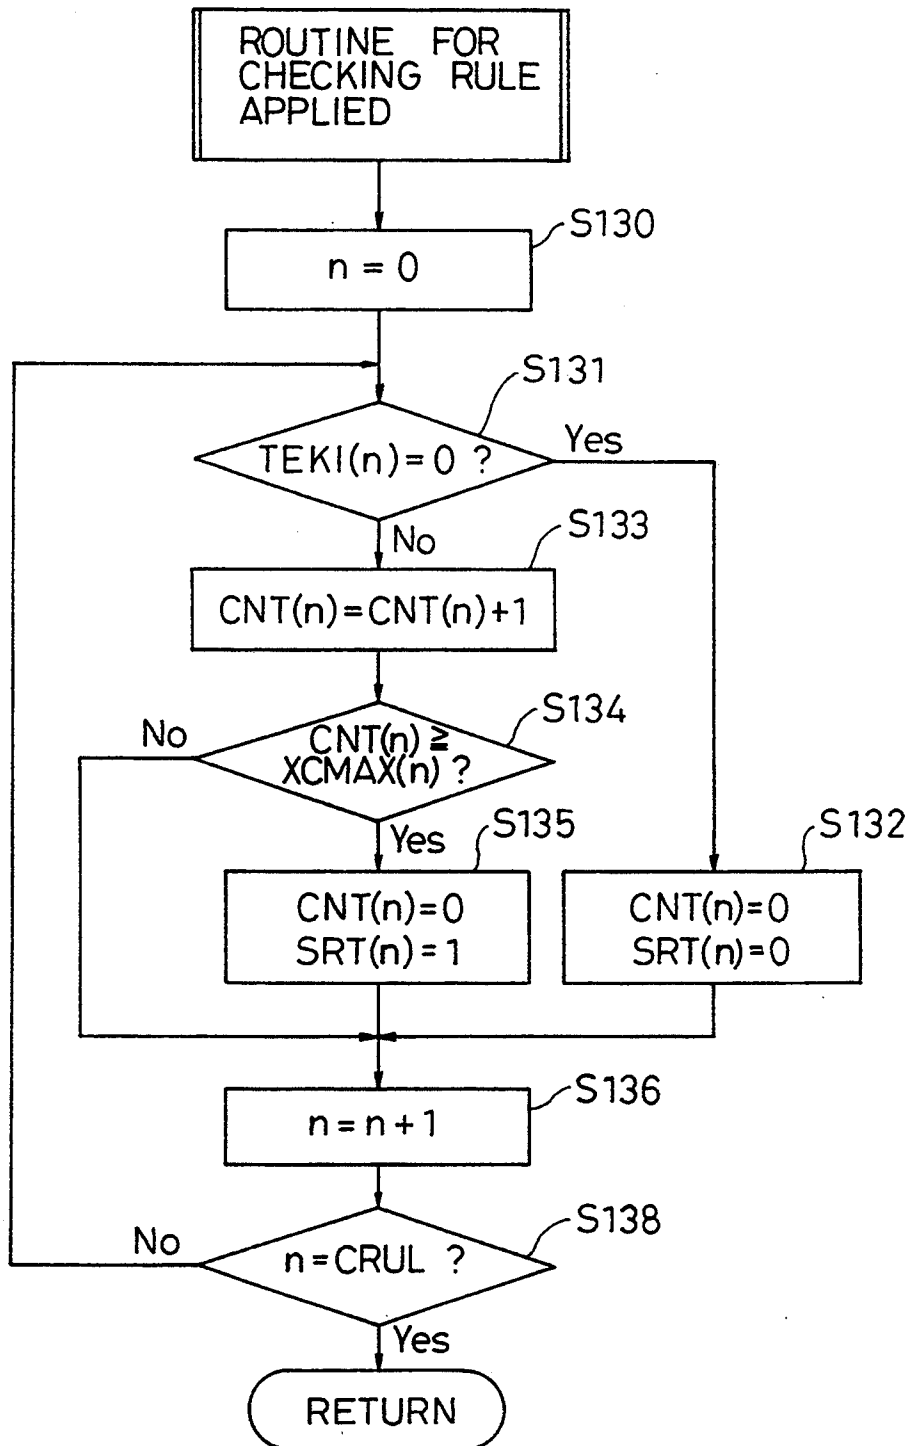 ROUTINE FOR
CHECKING RULE
APPLIED
S130
n = 0
S131
TEKI(n)=0 ?
Yes
No
S133
CNT(n)=CNT(n)+1
S134
No
CNT(n) ≧
XCMAX(n) ?
Yes
S135
CNT(n)=0
SRT(n)=1
S132
CNT(n)=0
SRT(n)=0
S136
n=n+1
S138
No
n=CRUL ?
Yes
RETURN